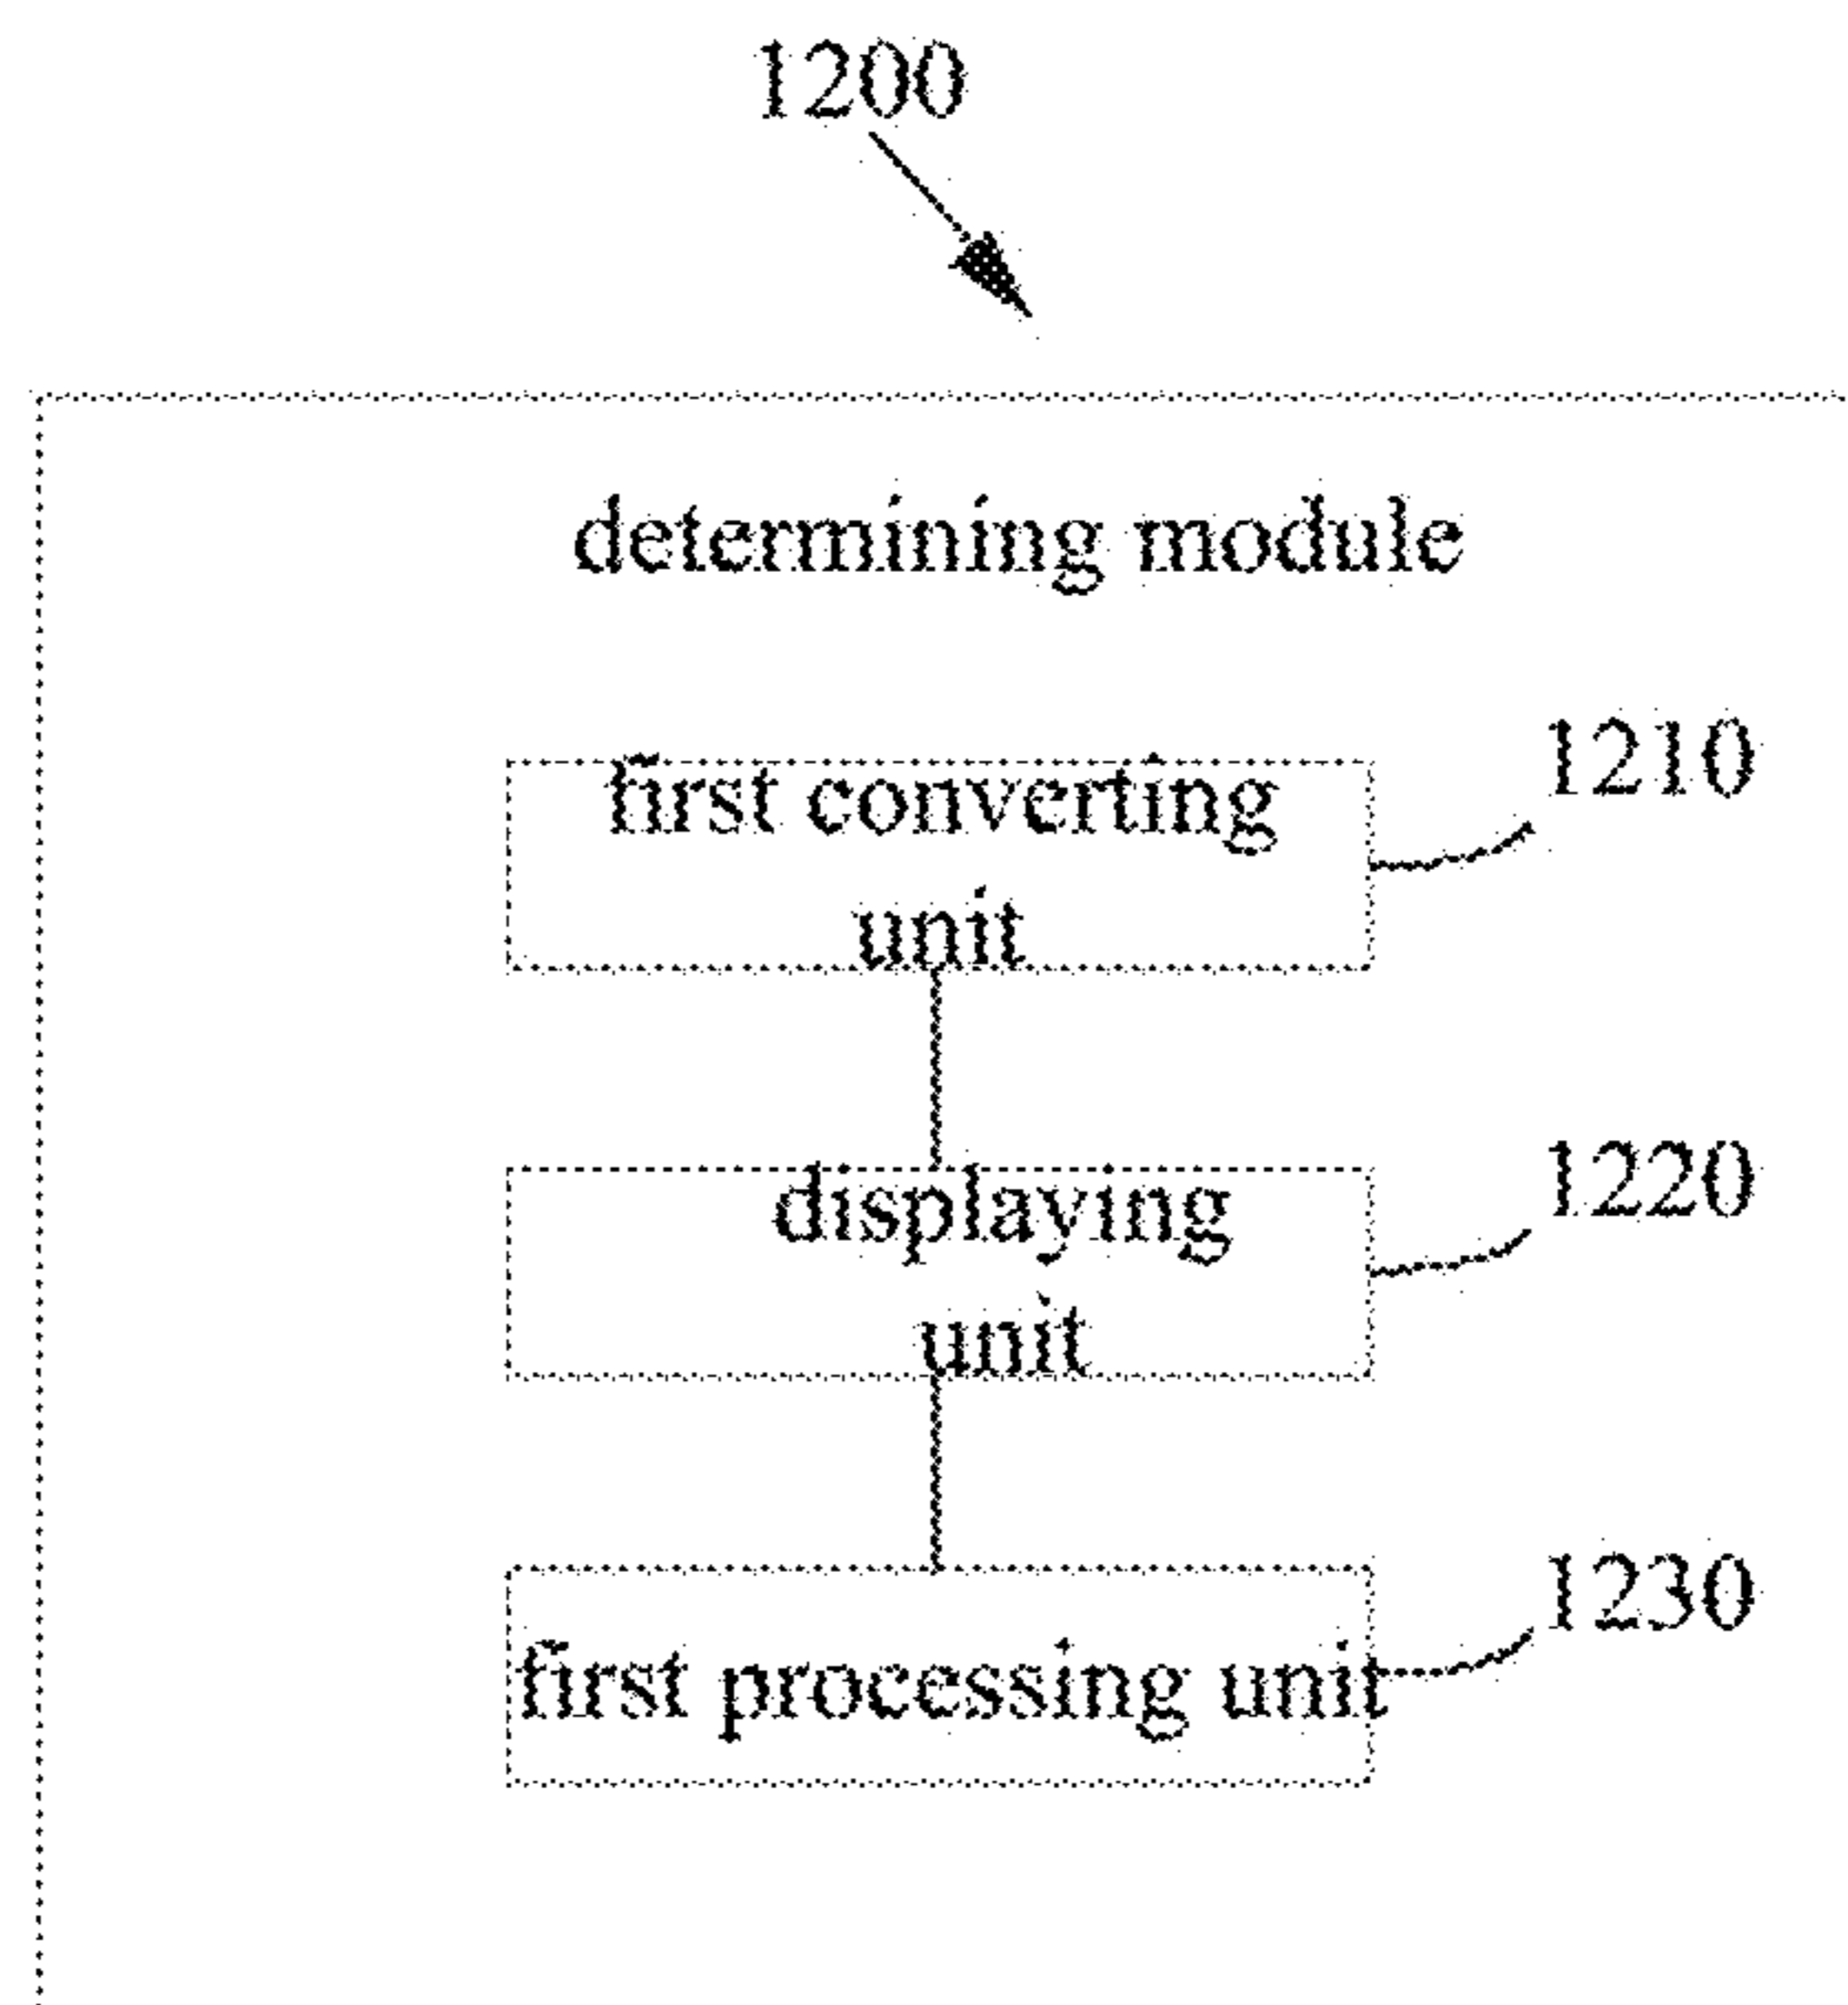 1200
determining module
first converting
unit
1210
displaying
unit
1220
first processing unit
1230